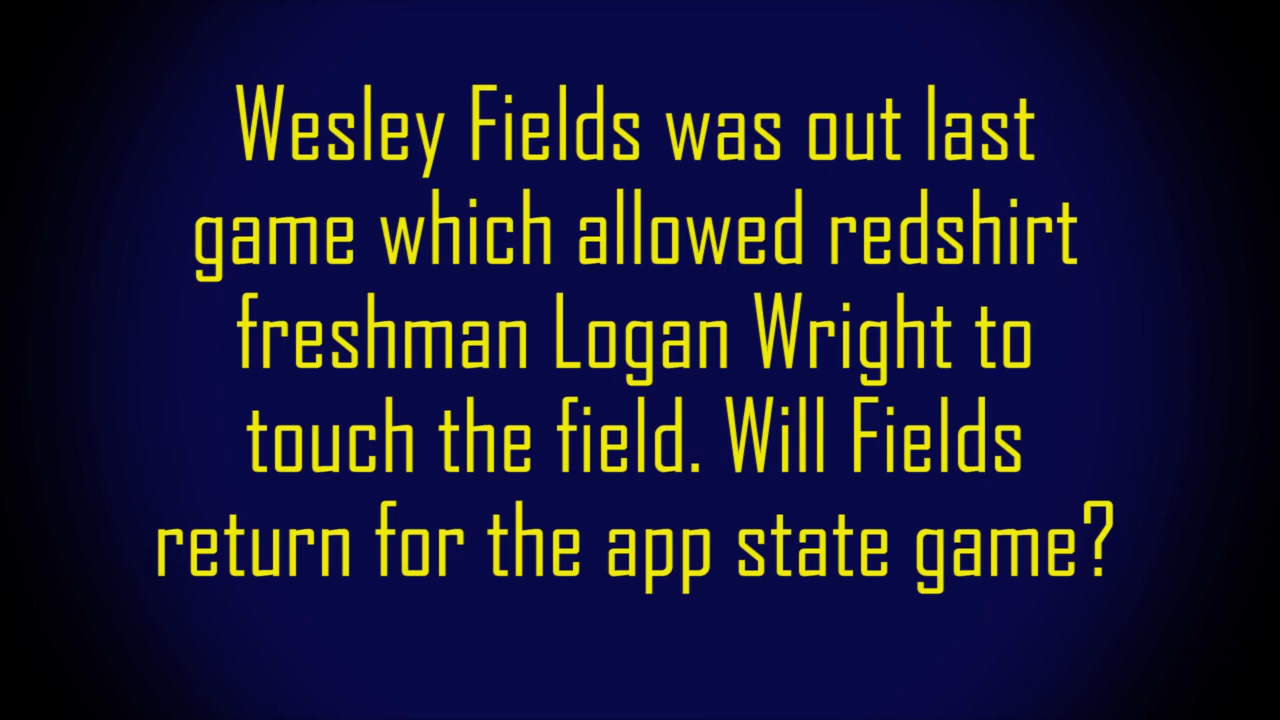 Wesley Fields was out last
game which allowed redshirt
freshman Logan Wright to
touch the field. Will Fields
return for the app state game?